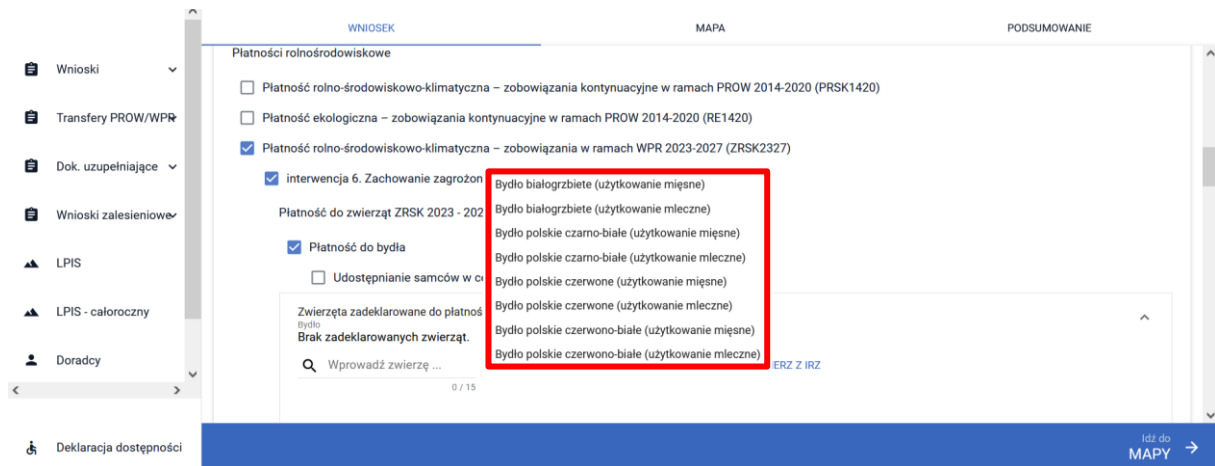 WNIOSEK
MAPA
PODSUMOWANIE
Wnioski
Transfery PROW/WPR
Dok. uzupełniające
Wnioski zalesieniowe
LPIS
LPIS - całoroczny
Doradcy
Deklaracja dostępności
Płatności rolnośrodowiskowe
Płatność rolno-środowiskowo-klimatyczna – zobowiązania kontynuacyjne w ramach PROW 2014-2020 (PRSK1420)
Płatność ekologiczna – zobowiązania kontynuacyjne w ramach PROW 2014-2020 (RE1420)
Płatność rolno-środowiskowo-klimatyczna – zobowiązania w ramach WPR 2023-2027 (ZRSK2327)
interwencja 6. Zachowanie zagrożon
Płatność do zwierząt ZRSK 2023 - 202
Płatność do bydła
Udostępnianie samców w c
Bydło białogrzbiete (użytkowanie mięsne)
Bydło białogrzbiete (użytkowanie mleczne)
Bydło polskie czarno-białe (użytkowanie mięsne)
Bydło polskie czarno-białe (użytkowanie mleczne)
Bydło polskie czerwone (użytkowanie mięsne)
Bydło polskie czerwone (użytkowanie mleczne)
Bydło polskie czerwono-białe (użytkowanie mięsne)
Bydło polskie czerwono-białe (użytkowanie mleczne)
Zwierzęta zadeklarowane do płatnoś
Bydło
Brak zadeklarowanych zwierząt.
Wprowadź zwierzę ...
IERZ Z IRZ
0 / 15
Idź do
MAPY